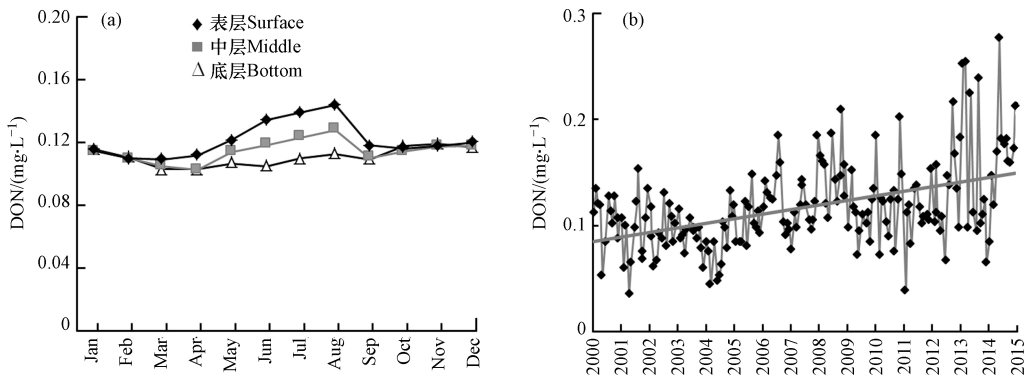 (a)
表层Surface
中层Middle
底层Bottom
DON/(mg·L⁻¹)
0.20
0.16
0.12
0.08
0.04
0
Jan
Feb
Mar
Apr
May
Jun
Jul
Aug
Sep
Oct
Nov
Dec
(b)
DON/(mg·L⁻¹)
0.3
0.2
0.1
0
2000
2001
2002
2003
2004
2005
2006
2007
2008
2009
2010
2011
2012
2013
2014
2015